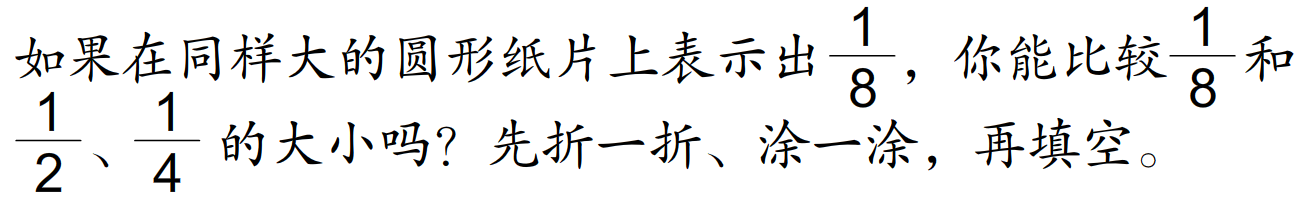 如果在同样大的圆形纸片上表示出1/8，你能比较1/8和
1/2、1/4的大小吗？先折一折、涂一涂，再填空。